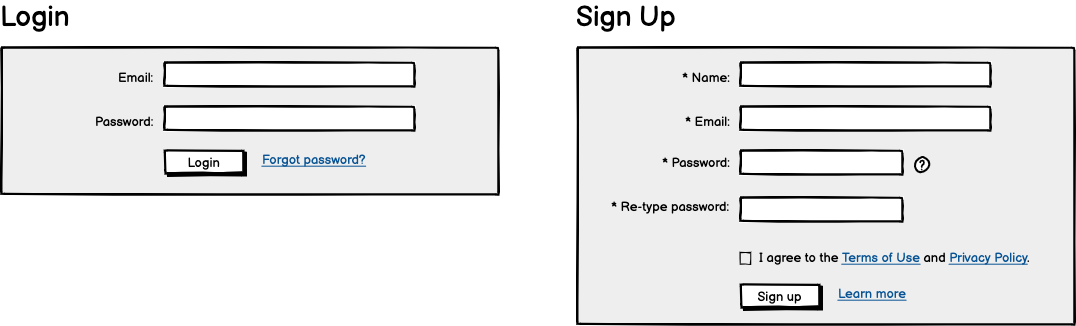 Login
Email:
Password:
Login Forgot password?
Sign Up
* Name:
* Email:
* Password: ?
* Re-type password:
I agree to the Terms of Use and Privacy Policy.
Sign up Learn more